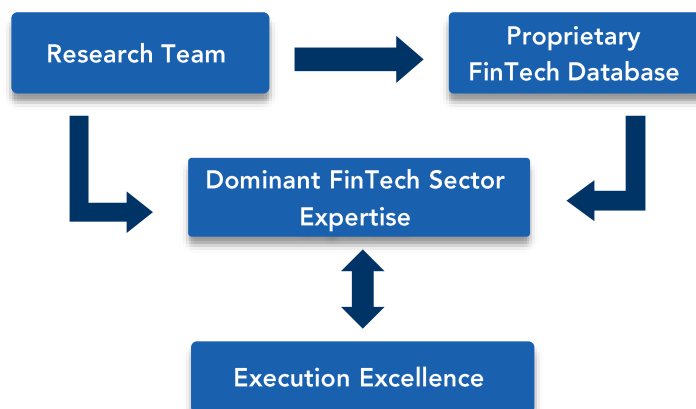 Research Team
Proprietary
FinTech Database
Dominant FinTech Sector
Expertise
Execution Excellence